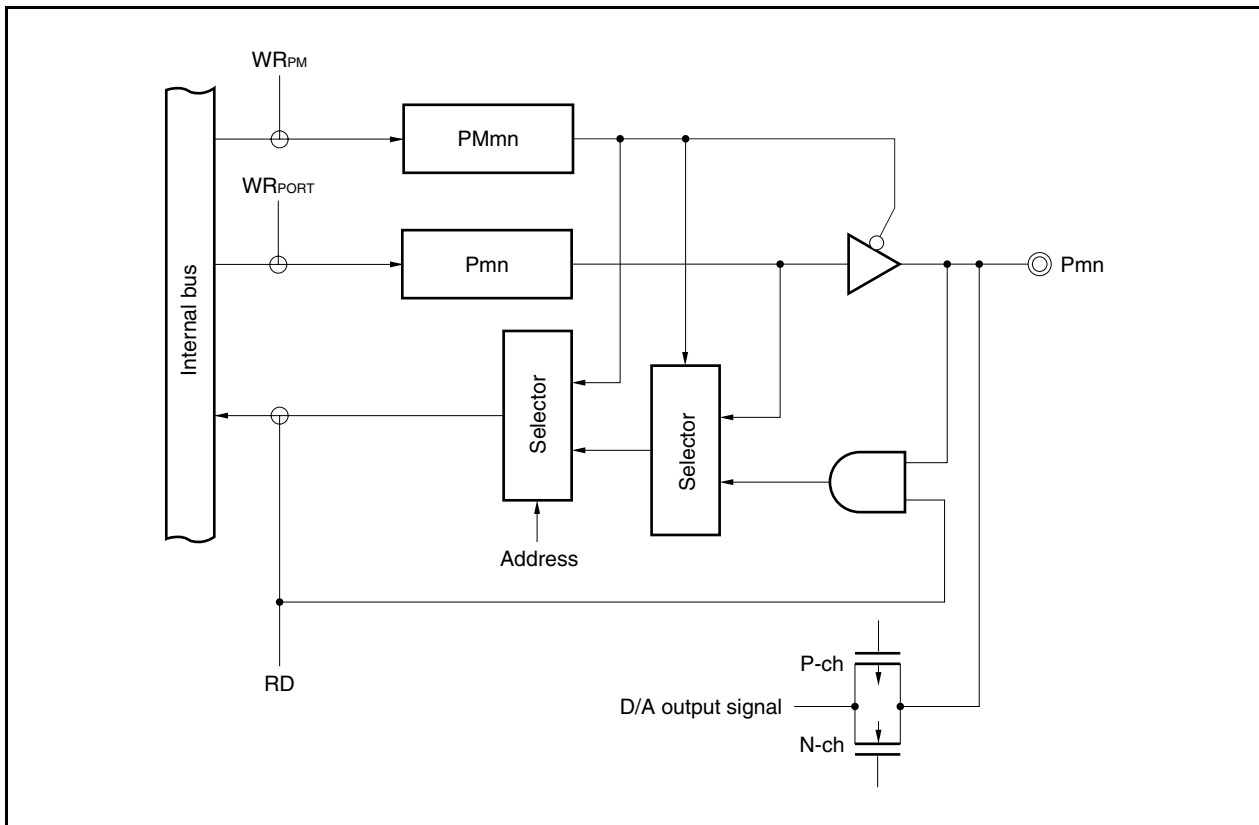 WRPM
PMmn
WRPORT
Pmn
Pmn
Internal bus
Selector
Selector
Address
RD
P-ch
D/A output signal
N-ch